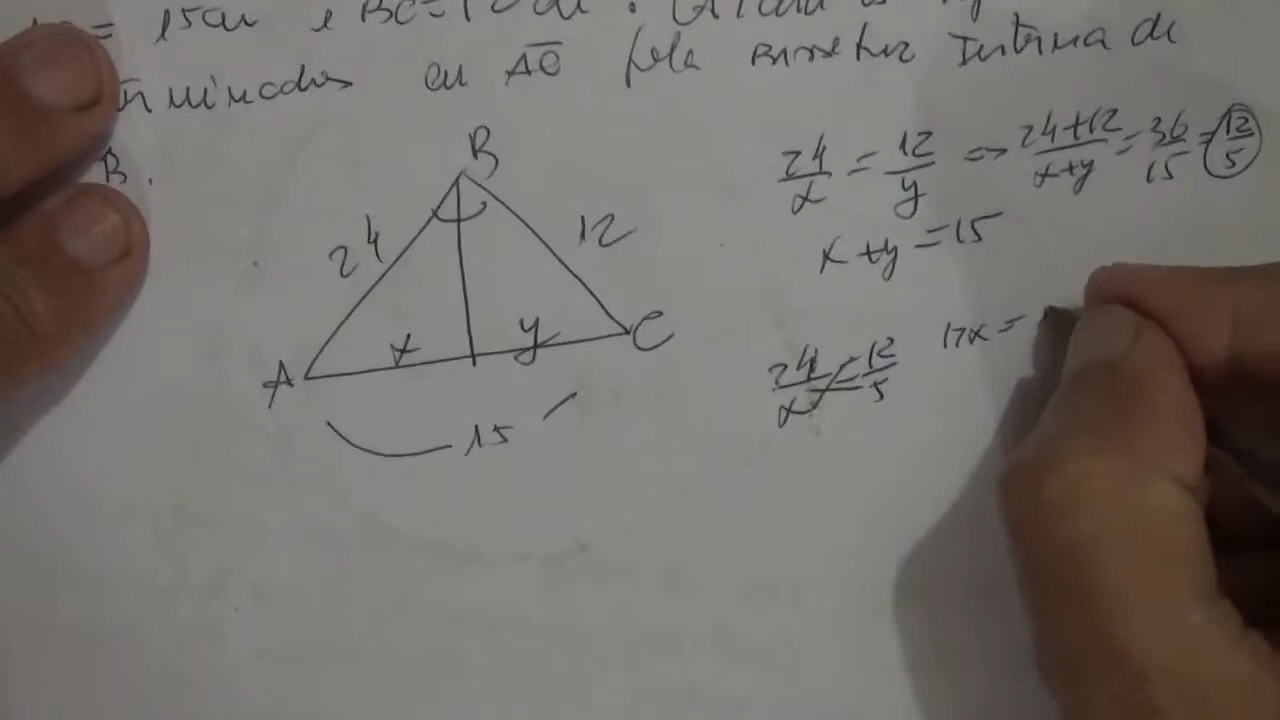 = 15cm e BC=12cm.
em AC pela Bissetriz Interna de
B.
B
24
12
A
x
y
C
15
24/x = 12/y => 24+12/x+y = 36/15 = 12/5
x+y=15
24/x = 12/5
12x =